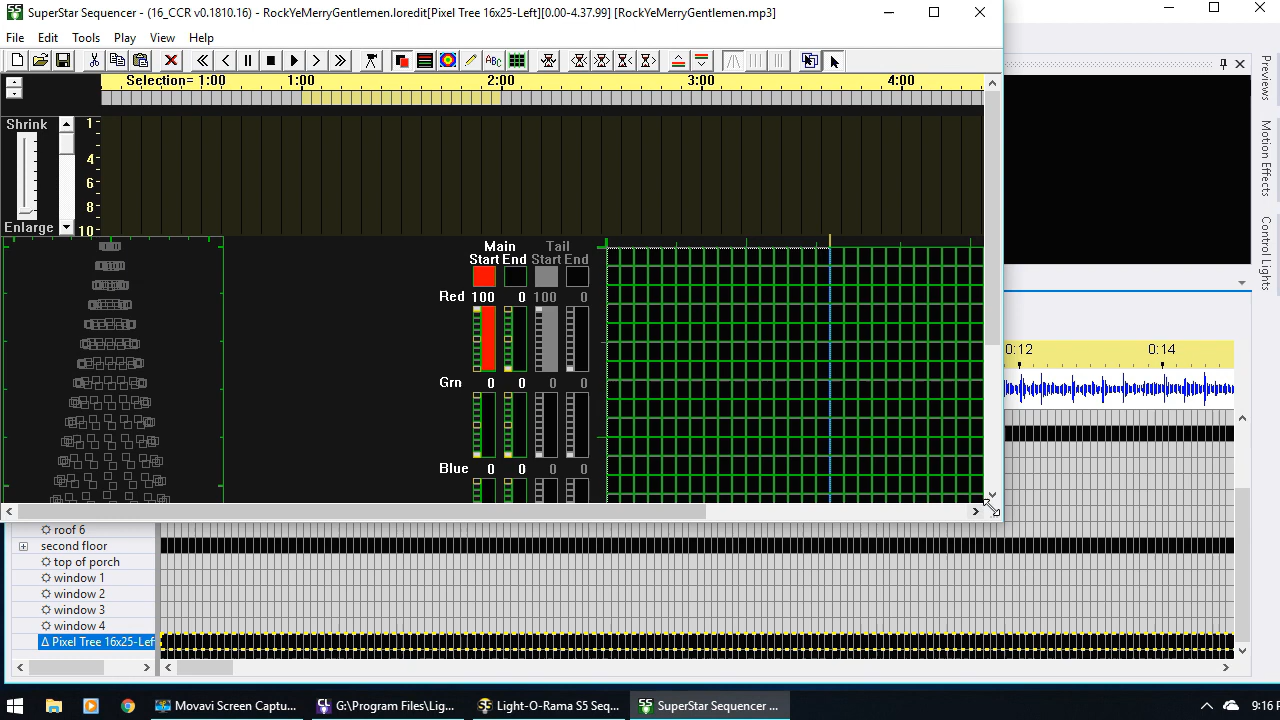 SuperStar Sequencer - (16_CCR v0.1810.16) - RockYeMerryGentlemen.loredit[Pixel Tree 16x25-Left][0.00-4.37.99] [RockYeMerryGentlemen.mp3]
File Edit Tools Play View Help
ABC
Selection= 1:00 1:00 2:00 3:00 4:00
Shrink
1
4
6
8
Enlarge 10
Main Tail
Start End Start End
Red 100 0 100 0
Grn 0 0 0 0
Blue 0 0 0 0
Previews
Motion Effects
Control Lights
0:12 0:14
roof 6
second floor
top of porch
window 1
window 2
window 3
window 4
Pixel Tree 16x25-Lef
Movavi Screen Captu... G:\Program Files\Lig... Light-O-Rama S5 Seq... SuperStar Sequencer ... 9:16 P